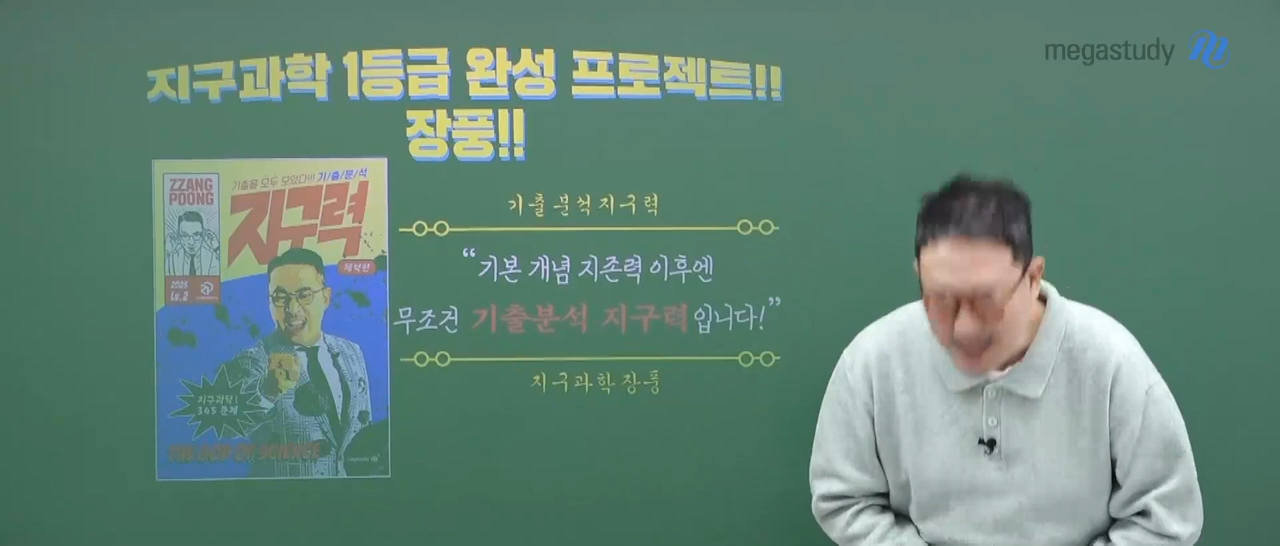 megastudy
지구과학 1등급 완성 프로젝트!!
장풍!!
ZZANG
POONG
기출을 모두 모았다!!! 기/출/분/석
지구력
2025
Lv.2
지구과학 I
345 문제
기출분석지구력
“기본 개념 지존력 이후엔
무조건 기출분석 지구력입니다!”
지구과학장풍